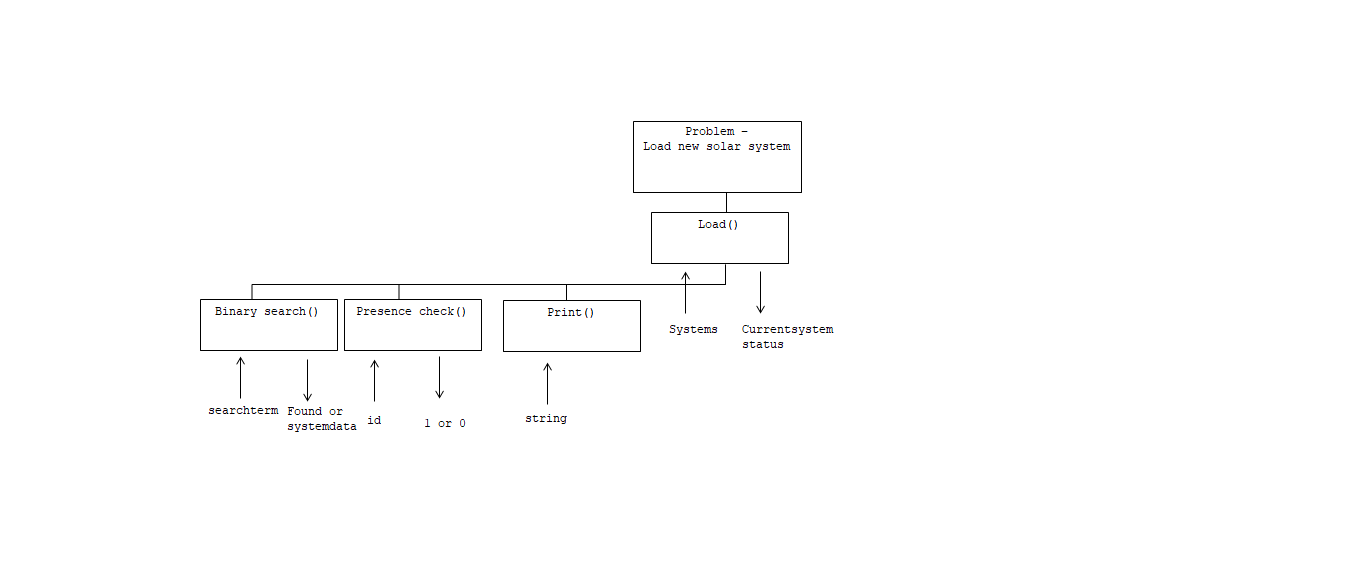 Problem -
Load new solar system
Load()
Binary search()
Presence check()
Print()
Systems
Currentsystem
status
searchterm
Found or
systemdata
id
1 or 0
string